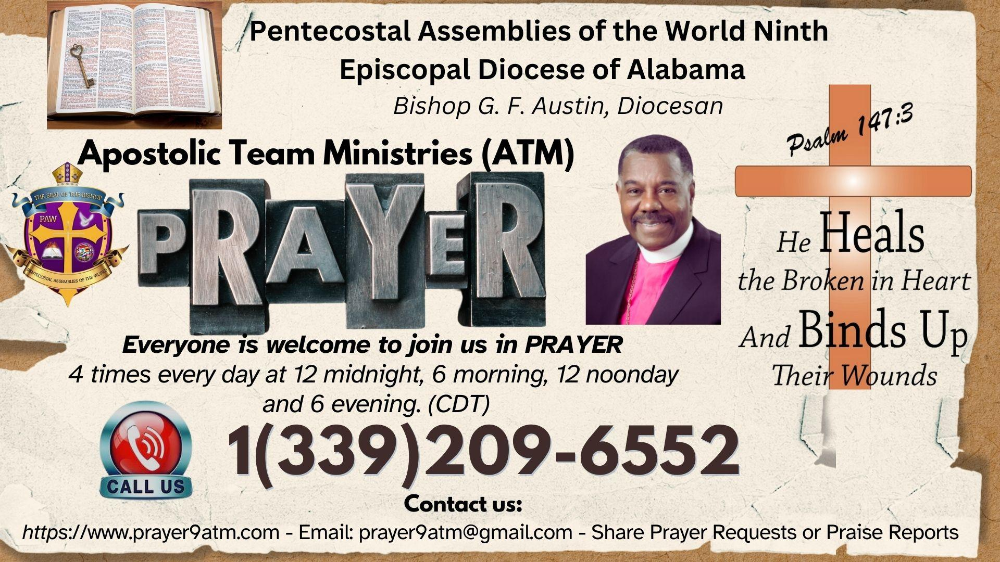 Pentecostal Assemblies of the World Ninth
Episcopal Diocese of Alabama
Bishop G. F. Austin, Diocesan
Apostolic Team Ministries (ATM)
THE SEAL OF THE BISHOP
PAW
PENTECOSTAL ASSEMBLIES OF THE WORLD
PRAYER
Psalm 147:3
He Heals
the Broken in Heart
And Binds Up
Their Wounds
Everyone is welcome to join us in PRAYER
4 times every day at 12 midnight, 6 morning, 12 noonday
and 6 evening. (CDT)
CALL US
1(339)209-6552
Contact us:
https://www.prayer9atm.com - Email: prayer9atm@gmail.com - Share Prayer Requests or Praise Reports